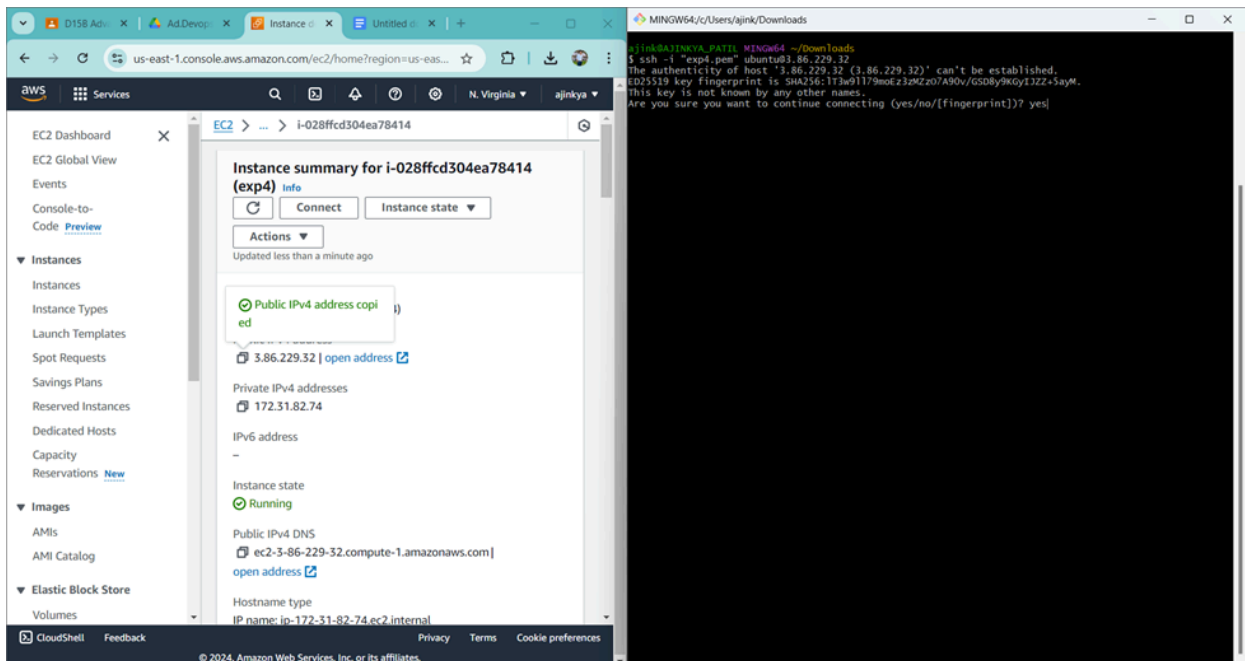 D158 Adv
Ad.Devop
Instance d
Untitled d
us-east-1.console.aws.amazon.com/ec2/home?region=us-eas...
aws
Services
N. Virginia
ajinkya
EC2 Dashboard
EC2 Global View
Events
Console-to-
Code Preview
Instances
Instances
Instance Types
Launch Templates
Spot Requests
Savings Plans
Reserved Instances
Dedicated Hosts
Capacity
Reservations New
Images
AMIs
AMI Catalog
Elastic Block Store
Volumes
EC2 > ... > i-028ffcd304ea78414
Instance summary for i-028ffcd304ea78414
(exp4) Info
Connect
Instance state
Actions
Updated less than a minute ago
Public IPv4 address copi
ed
3.86.229.32 | open address
Private IPv4 addresses
172.31.82.74
IPv6 address
–
Instance state
Running
Public IPv4 DNS
ec2-3-86-229-32.compute-1.amazonaws.com |
open address
Hostname type
IP name: ip-172-31-82-74.ec2.internal
CloudShell Feedback
Privacy Terms Cookie preferences
© 2024, Amazon Web Services, Inc. or its affiliates.
MINGW64:/c/Users/ajink/Downloads
ajink@AJINKYA_PATIL MINGW64 ~/Downloads
$ ssh -i "exp4.pem" ubuntu@3.86.229.32
The authenticity of host '3.86.229.32 (3.86.229.32)' can't be established.
ED25519 key fingerprint is
This key is not known by any other names.
Are you sure you want to continue connecting (yes/no/[fingerprint])? yes